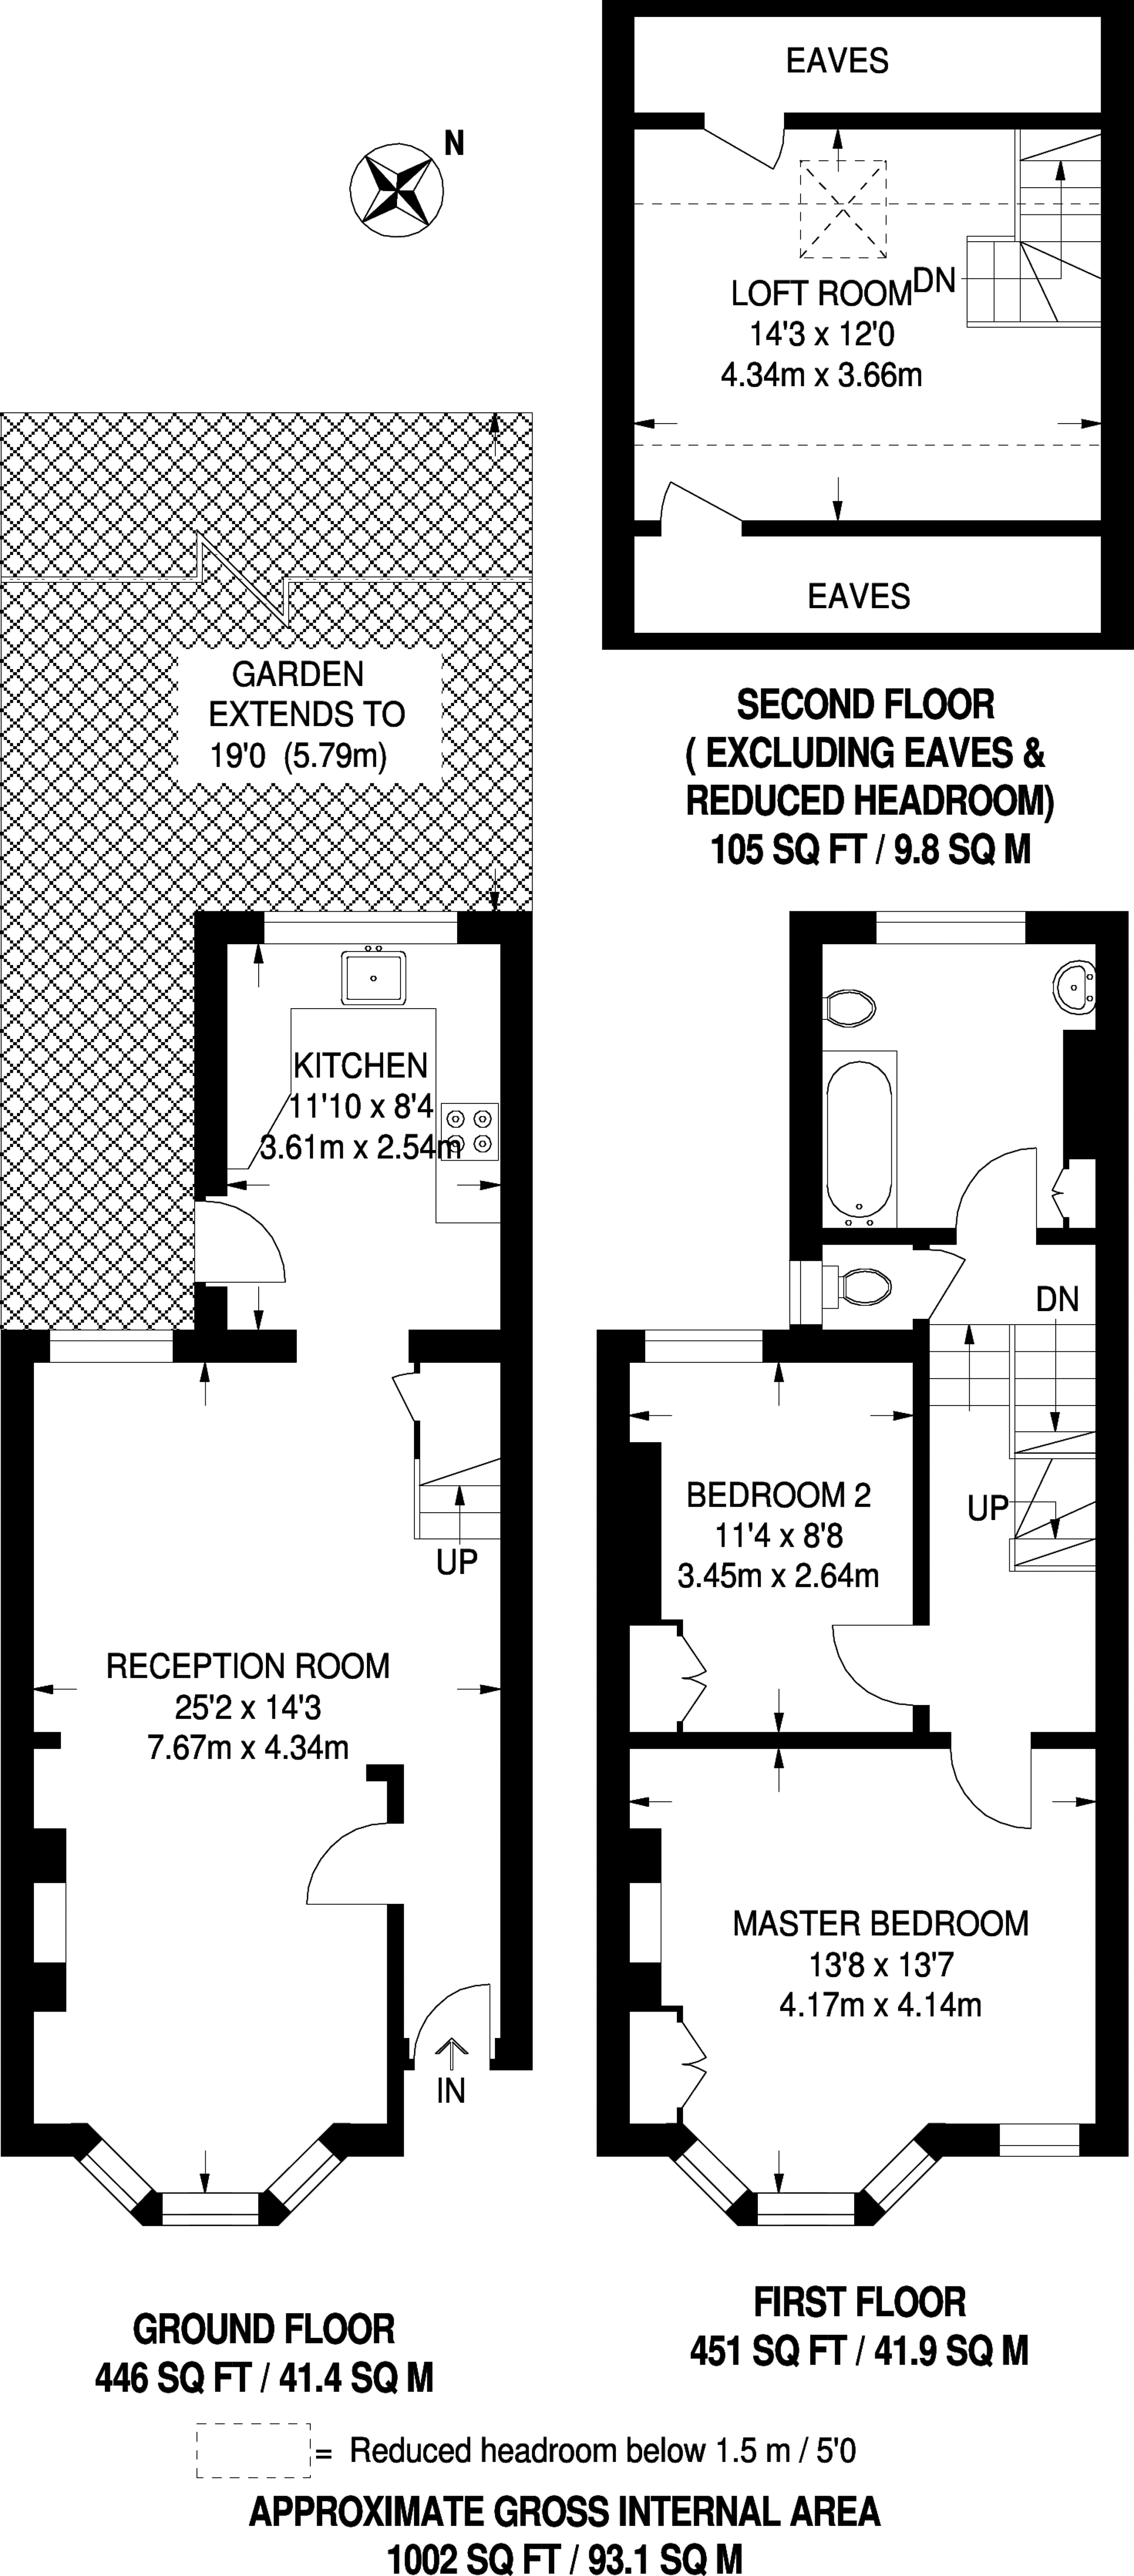 EAVES
N
LOFT ROOM
DN
14'3 x 12'0
4.34m x 3.66m
EAVES
SECOND FLOOR
( EXCLUDING EAVES &
REDUCED HEADROOM)
105 SQ FT / 9.8 SQ M
GARDEN
EXTENDS TO
19'0 (5.79m)
KITCHEN
11'10 x 8'4
3.61m x 2.54m
UP
RECEPTION ROOM
25'2 x 14'3
7.67m x 4.34m
IN
GROUND FLOOR
446 SQ FT / 41.4 SQ M
DN
UP
BEDROOM 2
11'4 x 8'8
3.45m x 2.64m
MASTER BEDROOM
13'8 x 13'7
4.17m x 4.14m
FIRST FLOOR
451 SQ FT / 41.9 SQ M
= Reduced headroom below 1.5 m / 5'0
APPROXIMATE GROSS INTERNAL AREA
1002 SQ FT / 93.1 SQ M